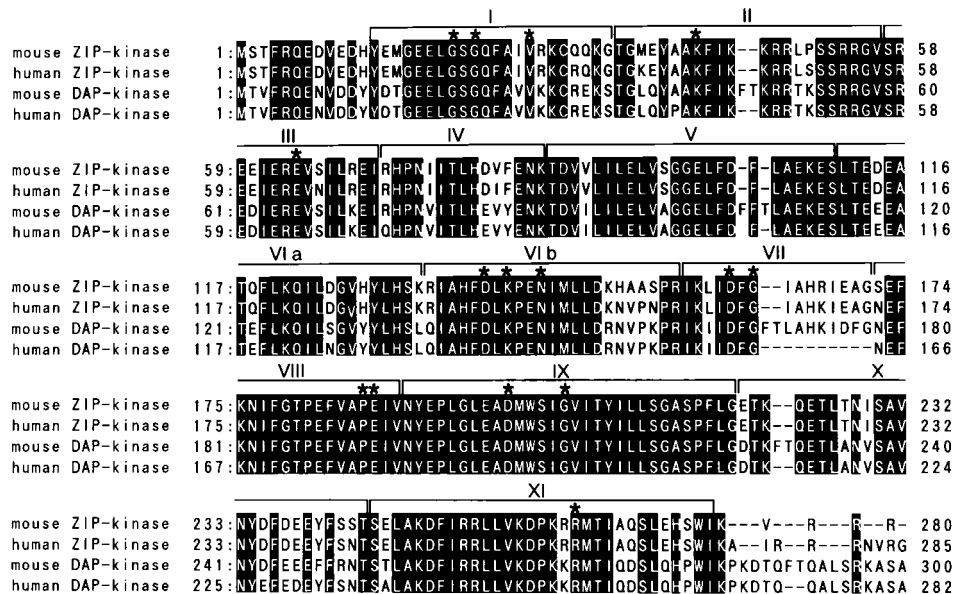 I II
* * * *
mouse ZIP-kinase 1:MSTFRQEDVEDHYEMGEELGSGQFAIVRKCQQKGTGMEYAAKFIK--KRRLPSSRRGVSR 58
human ZIP-kinase 1:MSTFRQEDVEDHYEMGEELGSGQFAIVRKCRQKGTGKEYAAKFIK--KRRLSSSRRGVSR 58
mouse DAP-kinase 1:MTVFRQENVDDYYDTGEELGSGQFAVVKKCREKSTGLQYAAKFIKFTKRRTKSSRRGVSR 60
human DAP-kinase 1:MTVFRQENVDDYYDTGEELGSGQFAVVKKCREKSTGLQYPAKFIK--KRRTKSSRRGVSR 58
III IV V
*
mouse ZIP-kinase 59:EEIEREVSILREIRHPNIITLHDVFENKTDVVLILELVSGGELFD-F-LAEKESLTEDEA 116
human ZIP-kinase 59:EEIEREVNILREIRHPNIITLHDIFENKTDVVLILELVSGGELFD-F-LAEKESLTEDEA 116
mouse DAP-kinase 61:EDIEREVSILKEIRHPNVITLHEVYENKTDVILILELVAGGELFDFFTLAEKESLTEEEA 120
human DAP-kinase 59:EDIEREVSILKEIQHPNVITLHEVYENKTDVILILELVAGGELFD-F-LAEKESLTEEEA 116
VI a VI b VII
* * * * *
mouse ZIP-kinase 117:TQFLKQILDGVHYLHSKRIAHFDLKPENIMLLDKHAASPRIKLIDFG--IAHRIEAGSEF 174
human ZIP-kinase 117:TQFLKQILDGVHYLHSKRIAHFDLKPENIMLLDKNVPNPRIKLIDFG--IAHKIEAGNEF 174
mouse DAP-kinase 121:TEFLKQILSGVYYLHSLQIAHFDLKPENIMLLDRNVPKPRIKIIDFGFTLAHKIDFGNEF 180
human DAP-kinase 117:TEFLKQILNGVYYLHSLQIAHFDLKPENIMLLDRNVPKPRIKIIDFG----------NEF 166
VIII IX X
** * *
mouse ZIP-kinase 175:KNIFGTPEFVAPEIVNYEPLGLEADMWSIGVITYILLSGASPFLGETK--QETLTNISAV 232
human ZIP-kinase 175:KNIFGTPEFVAPEIVNYEPLGLEADMWSIGVITYILLSGASPFLGETK--QETLTNISAV 232
mouse DAP-kinase 181:KNIFGTPEFVAPEIVNYEPLGLEADMWSIGVITYILLSGASPFLGDTKFTQETLANVSAV 240
human DAP-kinase 167:KNIFGTPEFVAPEIVNYEPLGLEADMWSIGVITYILLSGASPFLGDTK--QETLANVSAV 224
XI
*
mouse ZIP-kinase 233:NYDFDEEYFSSTSELAKDFIRRLLVKDPKRRMTIAQSLEHSWIK---V---R---R--R- 280
human ZIP-kinase 233:NYDFDEEYFSNTSELAKDFIRRLLVKDPKRRMTIAQSLEHSWIKA--IR--R---RNVRG 285
mouse DAP-kinase 241:NYDFEEEFFRNTSTLAKDFIRRLLVKDPKKRMTIQDSLQHPWIKPKDTQFTQALSRKASA 300
human DAP-kinase 225:NYEFEDEYFSNTSALAKDFIRRLLVKDPKKRMTIQDSLQHPWIKPKDTQ--QALSRKASA 282